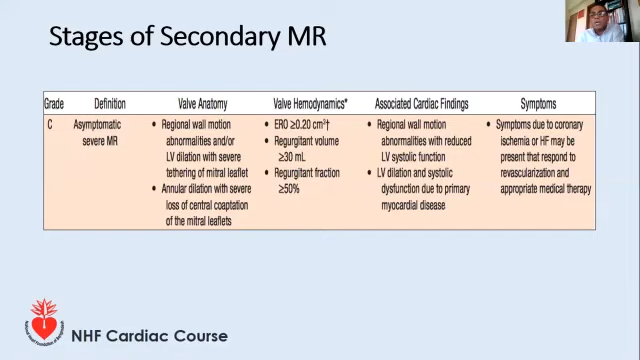 Stages of Secondary MR
Grade Definition Valve Anatomy Valve Hemodynamics* Associated Cardiac Findings Symptoms
C
Asymptomatic
severe MR
• Regional wall motion
abnormalities and/or
LV dilation with severe
tethering of mitral leaflet
• Annular dilation with severe
loss of central coaptation
of the mitral leaflets
• ERO ≥0.20 cm²†
• Regurgitant volume
≥30 mL
• Regurgitant fraction
≥50%
• Regional wall motion
abnormalities with reduced
LV systolic function
• LV dilation and systolic
dysfunction due to primary
myocardial disease
• Symptoms due to coronary
ischemia or HF may be
present that respond to
revascularization and
appropriate medical therapy
NHF Cardiac Course